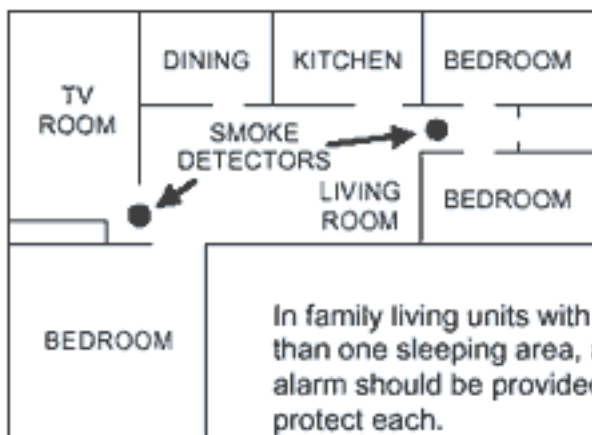 DINING
KITCHEN
BEDROOM
TV
ROOM
SMOKE
DETECTORS
LIVING
ROOM
BEDROOM
BEDROOM
In family living units with
than one sleeping area,
alarm should be provided
protect each.